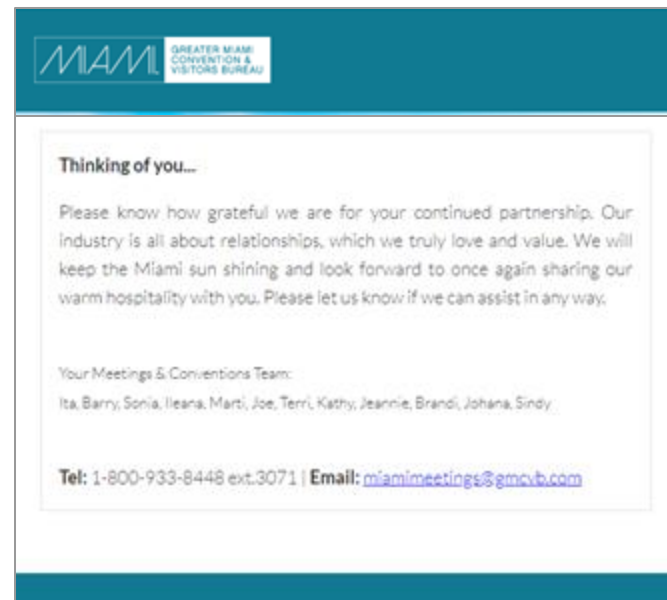 MIAMI
GREATER MIAMI
CONVENTION &
VISITORS BUREAU
Thinking of you...
Please know how grateful we are for your continued partnership. Our
industry is all about relationships, which we truly love and value. We will
keep the Miami sun shining and look forward to once again sharing our
warm hospitality with you. Please let us know if we can assist in any way.
Your Meetings & Conventions Team:
Ita, Barry, Sonia, Ileana, Marti, Joe, Terri, Kathy, Jeannie, Brandi, Johana, Sindy
Tel: 1-800-933-8448 ext.3071 | Email: miamimeetings@gmcvb.com